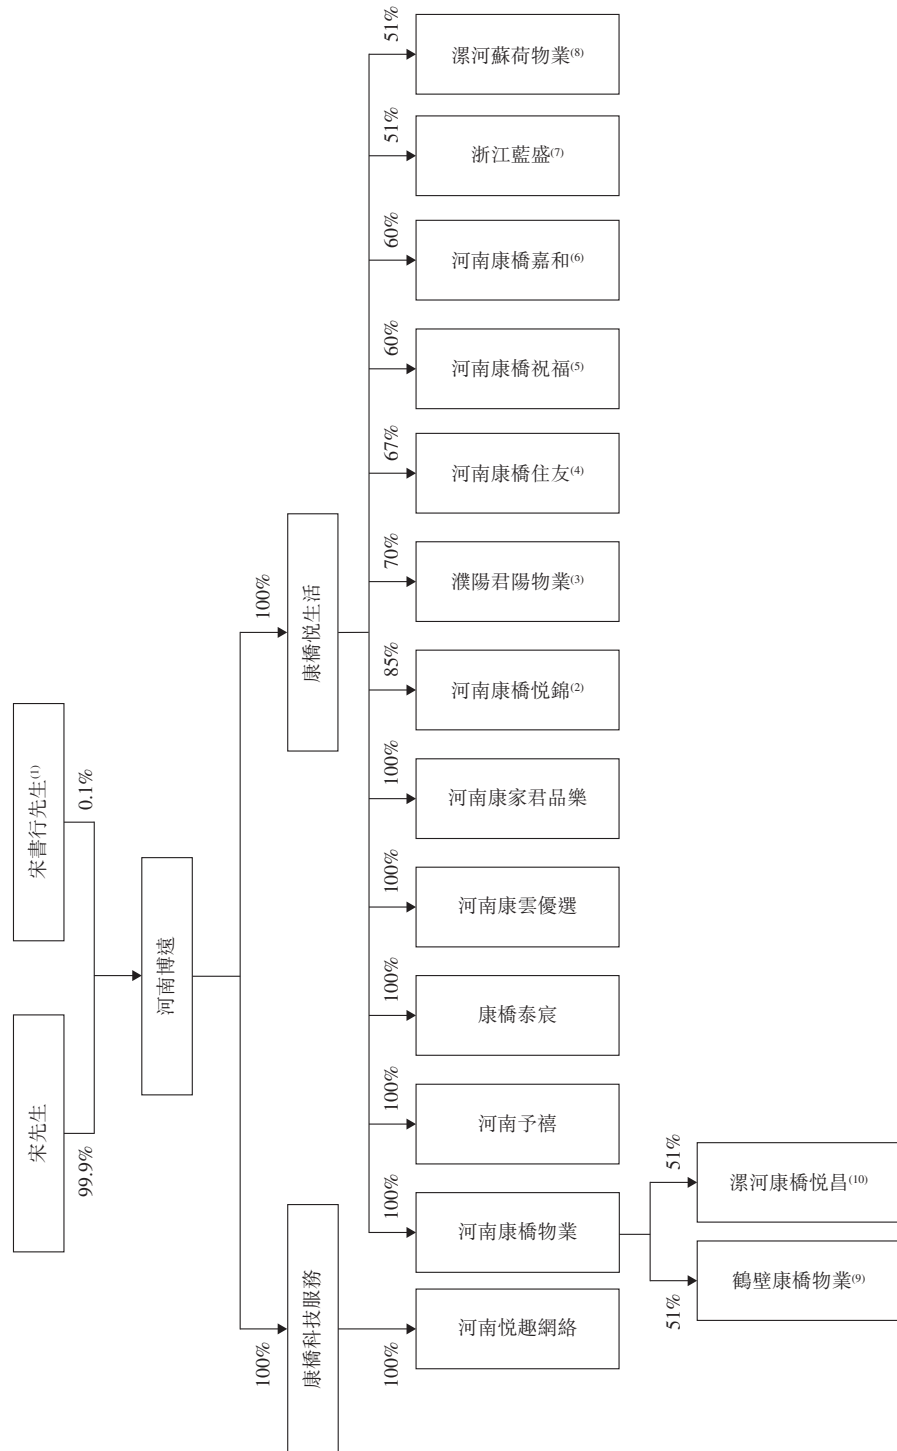 宋先生
宋書行先生(1)
99.9%
0.1%
河南博遠
100%
100%
康橋科技服務
康橋悦生活
100%
100%
100%
100%
100%
100%
85%
70%
67%
60%
60%
51%
51%
河南悦趣網絡
河南康橋物業
河南予禧
康橋泰宸
河南康雲優選
河南康家君品樂
河南康橋悦錦(2)
濮陽君陽物業(3)
河南康橋住友(4)
河南康橋祝福(5)
河南康橋嘉和(6)
浙江藍盛(7)
漯河蘇荷物業(8)
51%
51%
鶴壁康橋物業(9)
漯河康橋悦昌(10)